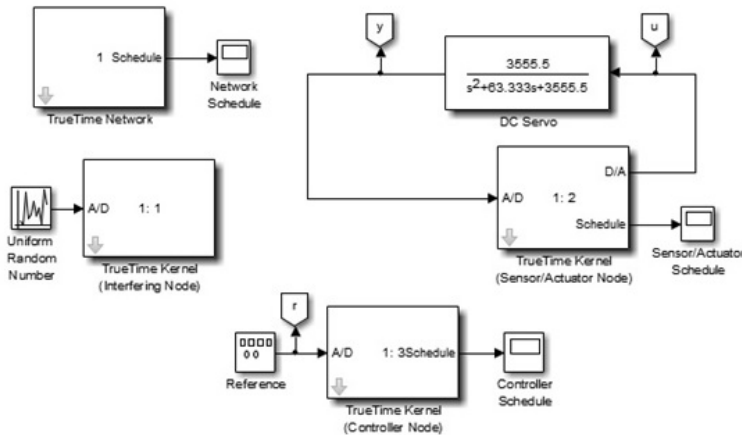 1 Schedule
Network
Schedule
TrueTime Network
y
u
3555.5
s²+63.333s+3555.5
DC Servo
D/A
A/D 1: 2
Schedule
Sensor/Actuator
Schedule
TrueTime Kernel
(Sensor/Actuator Node)
A/D 1: 1
Uniform
Random
Number
TrueTime Kernel
(Interfering Node)
r
A/D 1: 3Schedule
Reference
Controller
Schedule
TrueTime Kernel
(Controller Node)